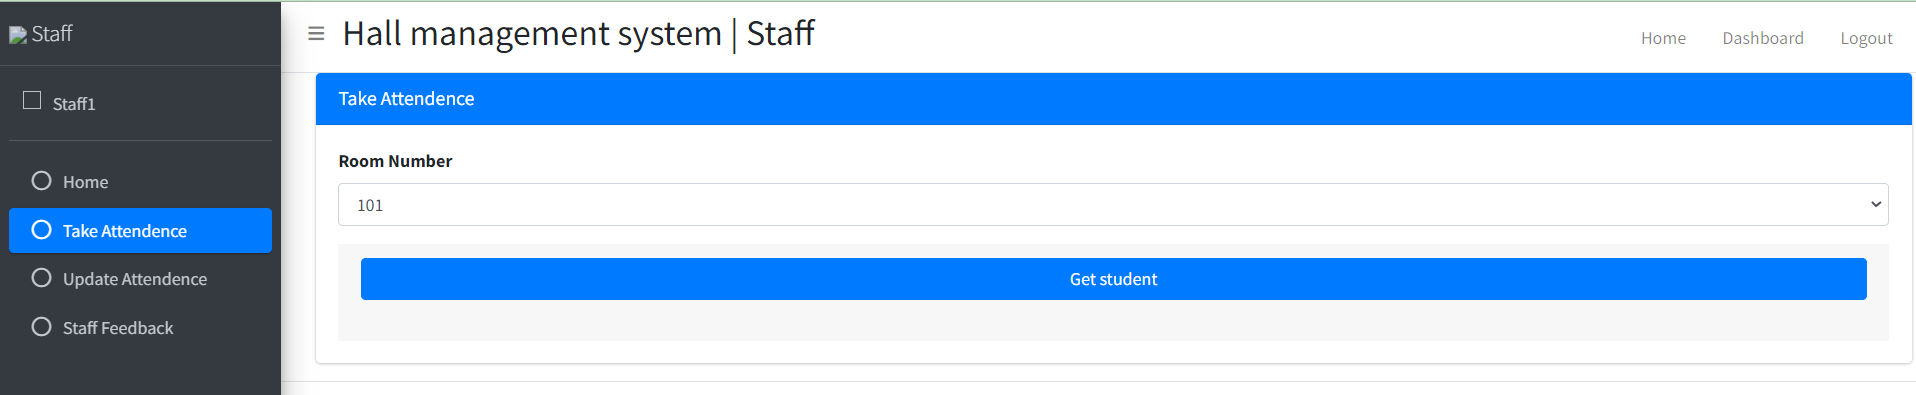 Staff
Staff1
Home
Take Attendence
Update Attendence
Staff Feedback
Hall management system | Staff
Home Dashboard Logout
Take Attendence
Room Number
101
Get student